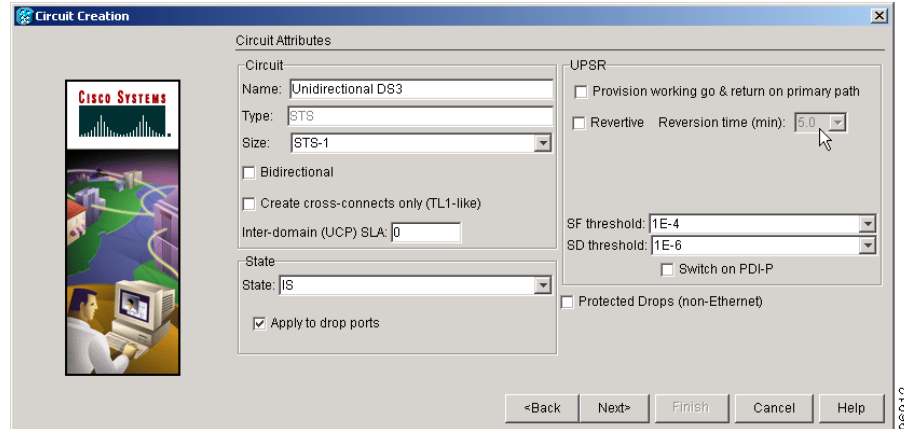 Circuit Creation
Circuit Attributes
CISCO SYSTEMS
Circuit
Name: Unidirectional DS3
Type: STS
Size: STS-1
Bidirectional
Create cross-connects only (TL1-like)
Inter-domain (UCP) SLA: 0
State
State: IS
Apply to drop ports
UPSR
Provision working go & return on primary path
Revertive Reversion time (min): 5.0
SF threshold: 1E-4
SD threshold: 1E-6
Switch on PDI-P
Protected Drops (non-Ethernet)
<Back Next> Finish Cancel Help
96912